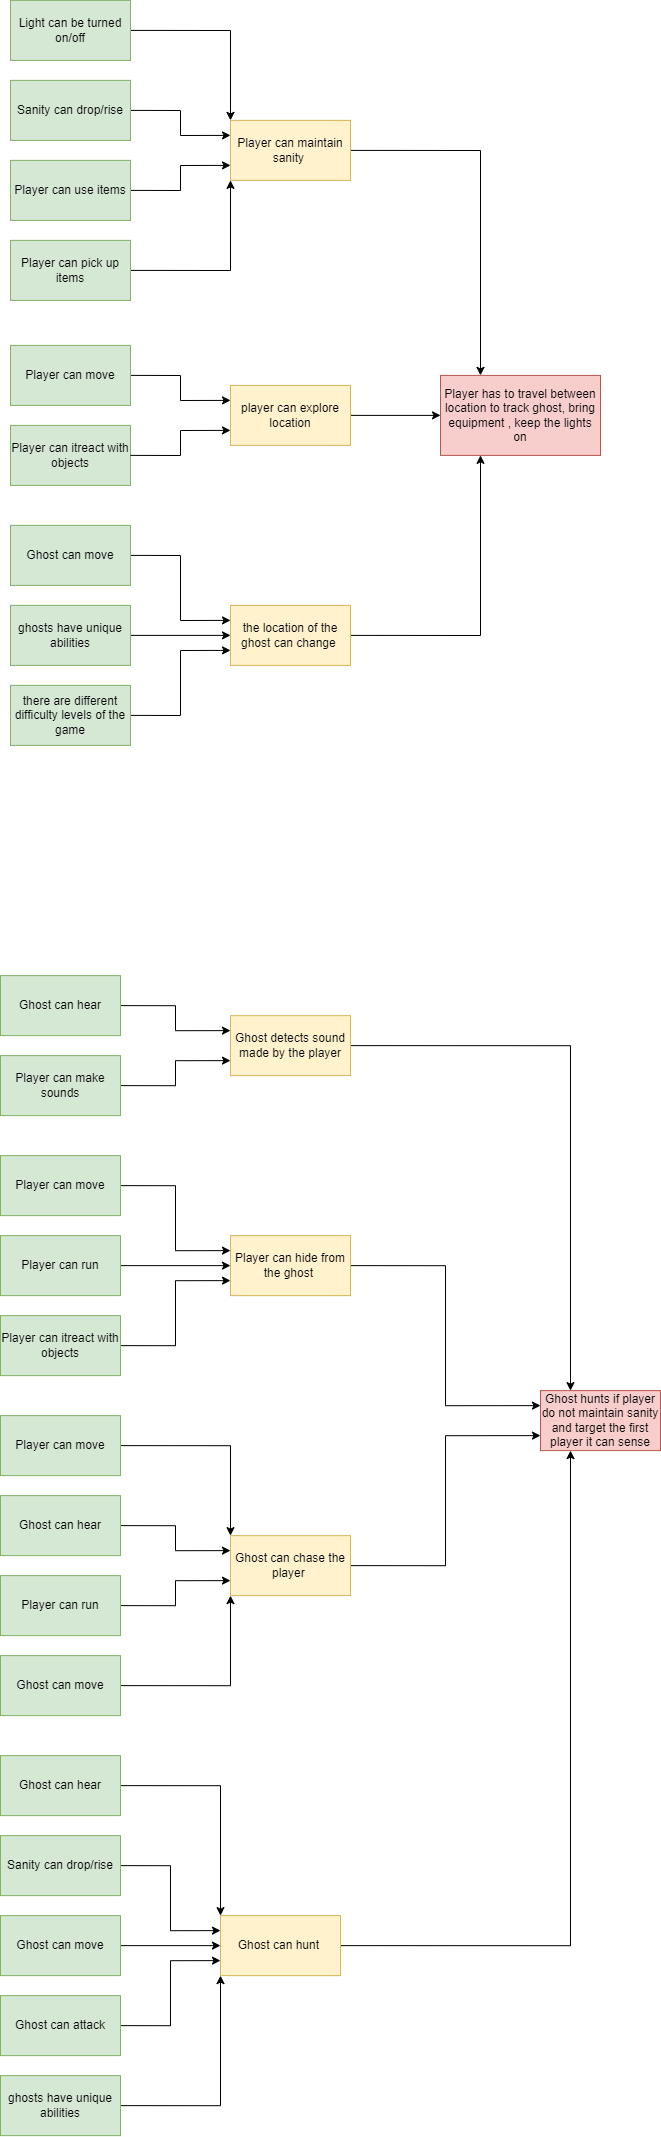 Light can be turned
on/off
Sanity can drop/rise
Player can maintain
sanity
Player can use items
Player can pick up
items
Player can move
Player has to travel between
location to track ghost, bring
equipment , keep the lights
on
player can explore
location
Player can itreact with
objects
Ghost can move
ghosts have unique
abilities
the location of the
ghost can change
there are different
difficulty levels of the
game
Ghost can hear
Ghost detects sound
made by the player
Player can make
sounds
Player can move
Player can run
Player can hide from
the ghost
Player can itreact with
objects
Ghost hunts if player
do not maintain sanity
and target the first
player it can sense
Player can move
Ghost can hear
Ghost can chase the
player
Player can run
Ghost can move
Ghost can hear
Sanity can drop/rise
Ghost can move
Ghost can hunt
Ghost can attack
ghosts have unique
abilities